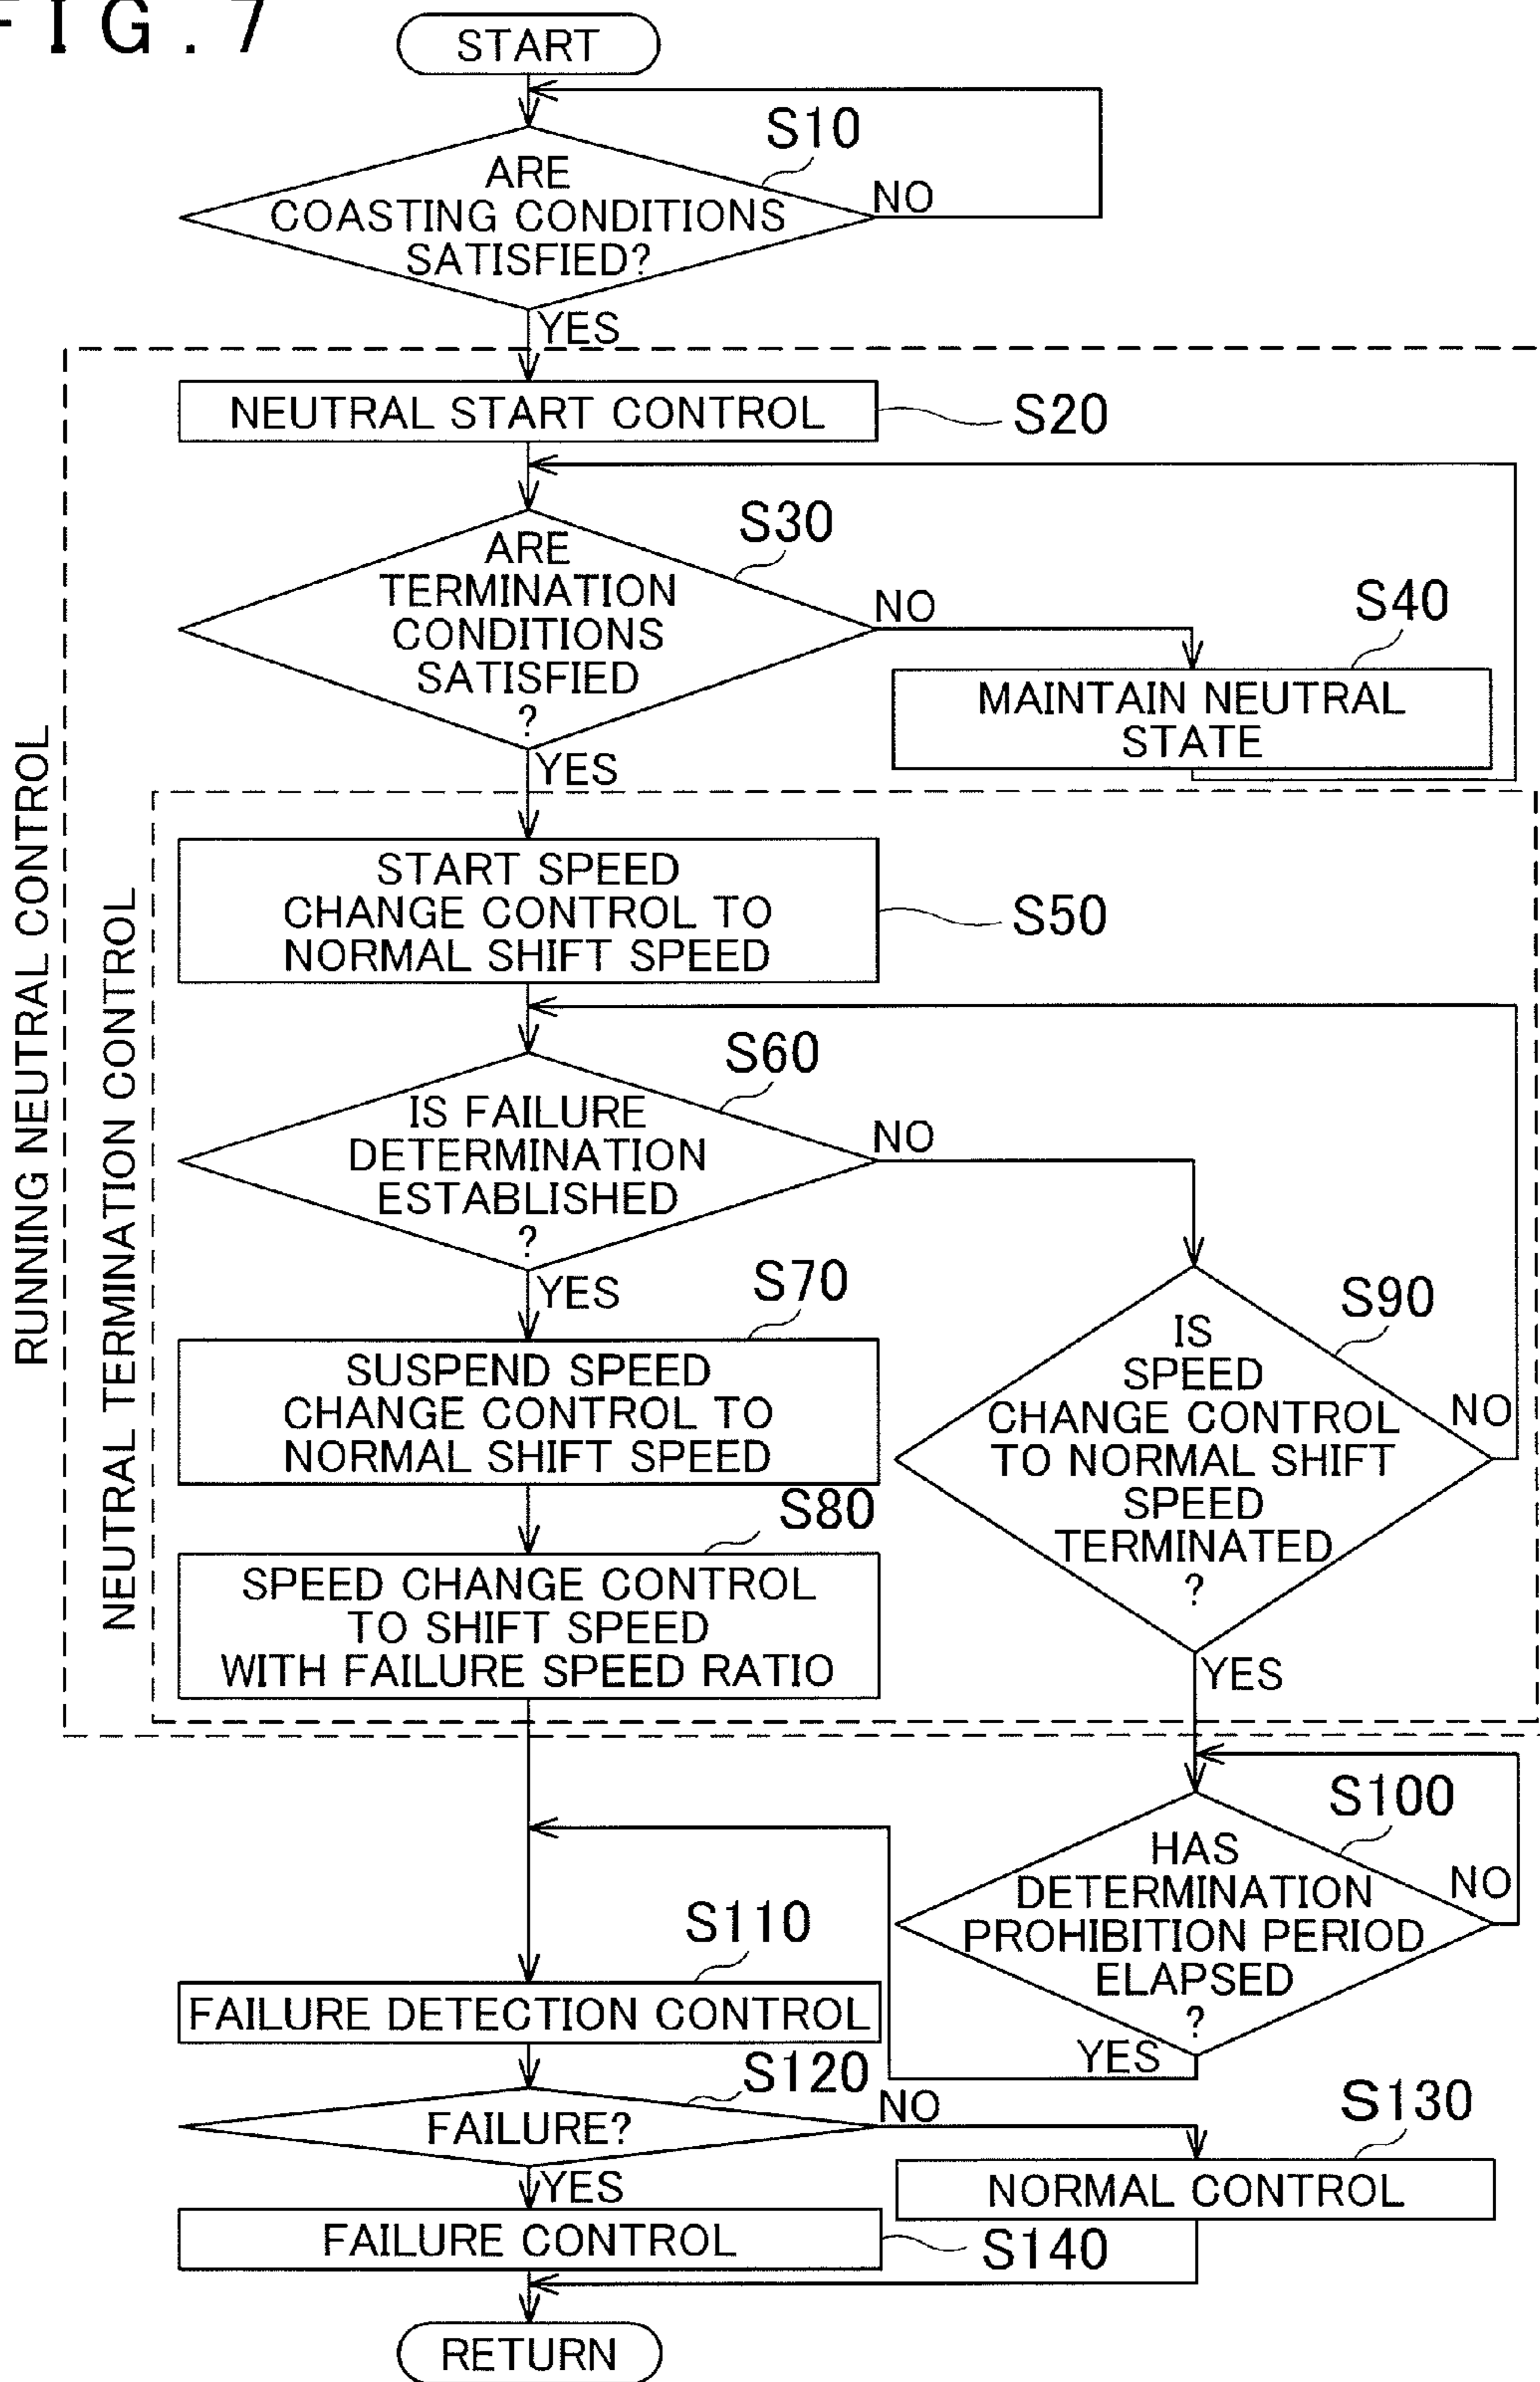 FIG.7
START
S10
ARE
COASTING CONDITIONS
SATISFIED?
NO
YES
NEUTRAL START CONTROL
S20
S30
ARE
TERMINATION
CONDITIONS
SATISFIED
?
NO
S40
MAINTAIN NEUTRAL
STATE
YES
RUNNING NEUTRAL CONTROL
NEUTRAL TERMINATION CONTROL
START SPEED
CHANGE CONTROL TO
NORMAL SHIFT SPEED
S50
S60
IS FAILURE
DETERMINATION
ESTABLISHED
?
NO
YES
S70
SUSPEND SPEED
CHANGE CONTROL TO
NORMAL SHIFT SPEED
S90
IS
SPEED
CHANGE CONTROL
TO NORMAL SHIFT
SPEED
TERMINATED
?
NO
S80
SPEED CHANGE CONTROL
TO SHIFT SPEED
WITH FAILURE SPEED RATIO
YES
S100
HAS
DETERMINATION
PROHIBITION PERIOD
ELAPSED
?
NO
YES
S110
FAILURE DETECTION CONTROL
S120
FAILURE?
NO
S130
NORMAL CONTROL
YES
FAILURE CONTROL
S140
RETURN